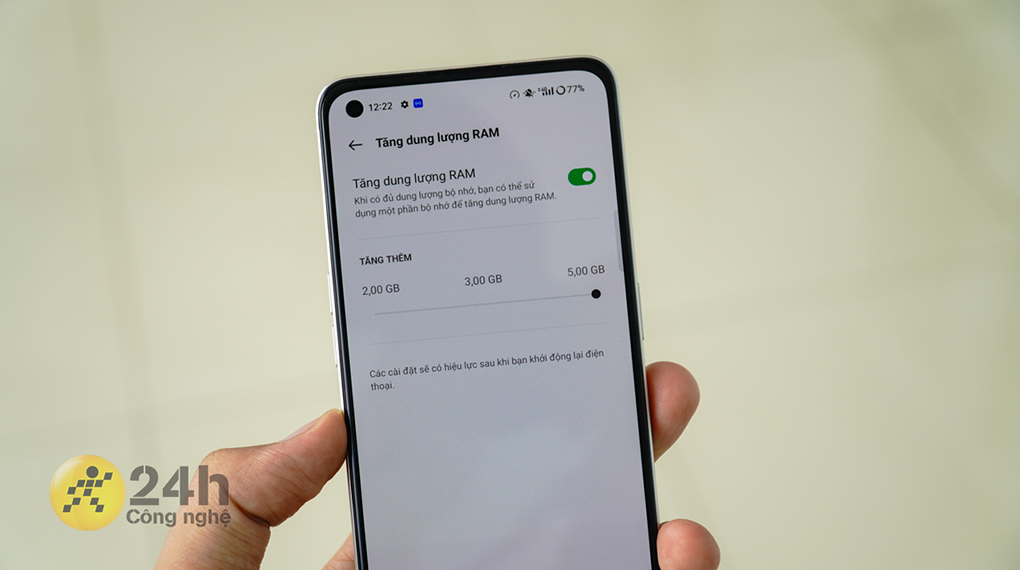 12:22
77%
Tăng dung lượng RAM
Tăng dung lượng RAM
Khi có đủ dung lượng bộ nhớ, bạn có thể sử
dụng một phần bộ nhớ để tăng dung lượng RAM.
TĂNG THÊM
2,00 GB 3,00 GB 5,00 GB
Các cài đặt sẽ có hiệu lực sau khi bạn khởi động lại điện
thoại.
24h
Công nghệ